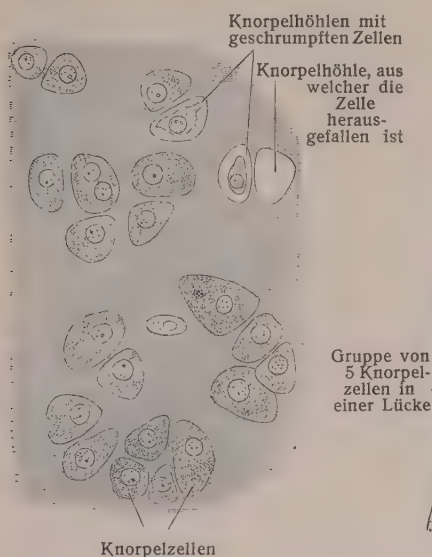 Knorpelhöhlen mit
geschrumpften Zellen
Knorpelhöhle, aus
welcher die
Zelle
heraus-
gefallen ist
Gruppe von
5 Knorpel-
zellen in
einer Lücke
Knorpelzellen